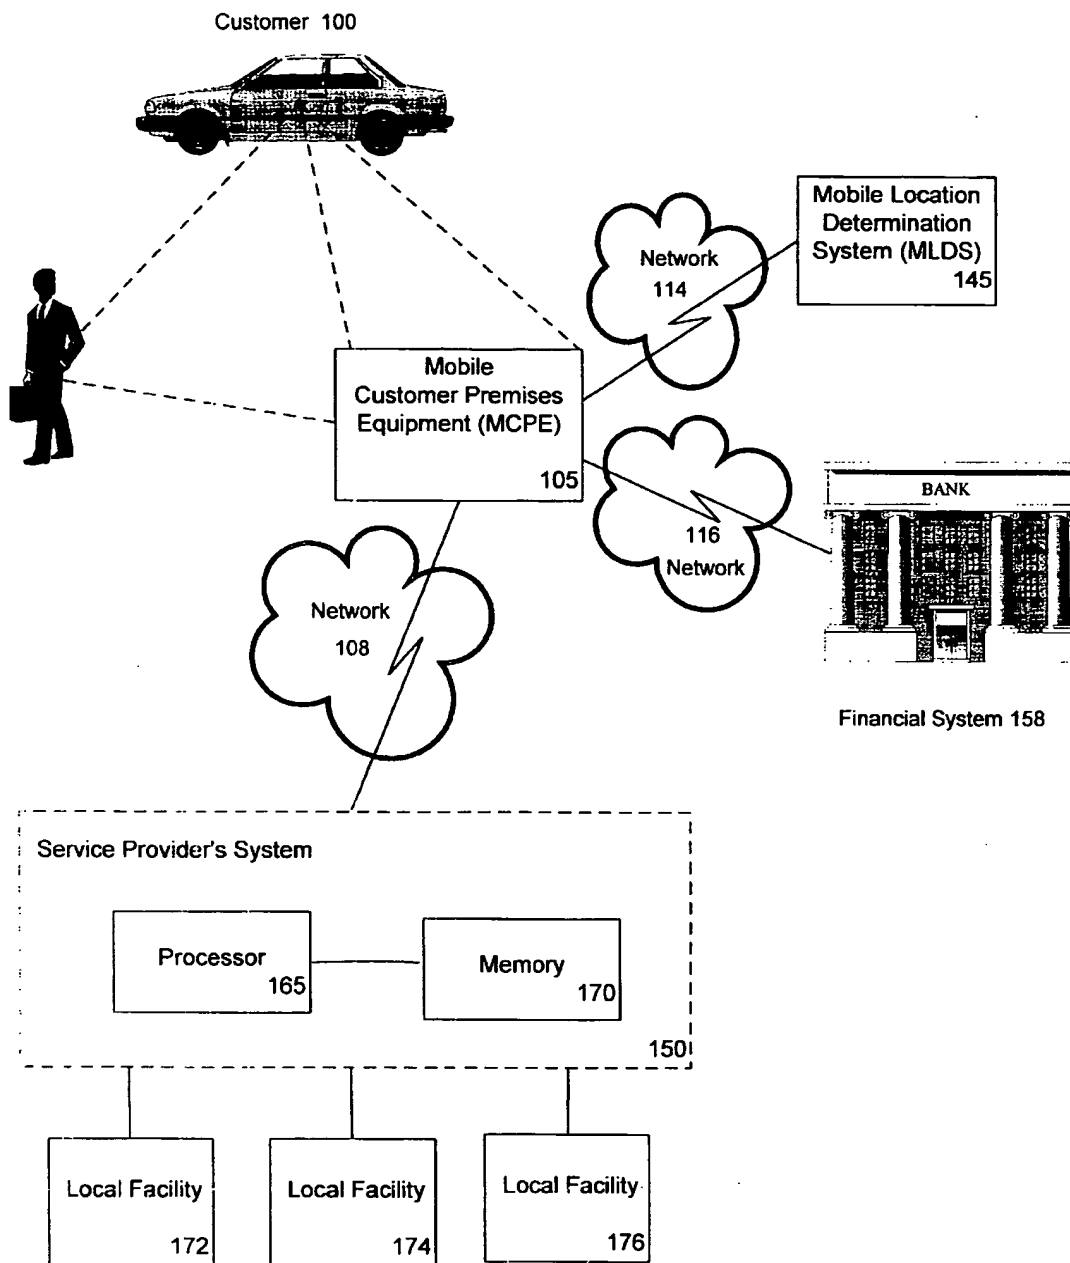 Customer 100
Mobile Location
Determination
System (MLDS)
145
Network
114
Mobile
Customer Premises
Equipment (MCPE)
105
BANK
116
Network
Network
108
Financial System 158
Service Provider's System
Processor
165
Memory
170
150
Local Facility
172
Local Facility
174
Local Facility
176